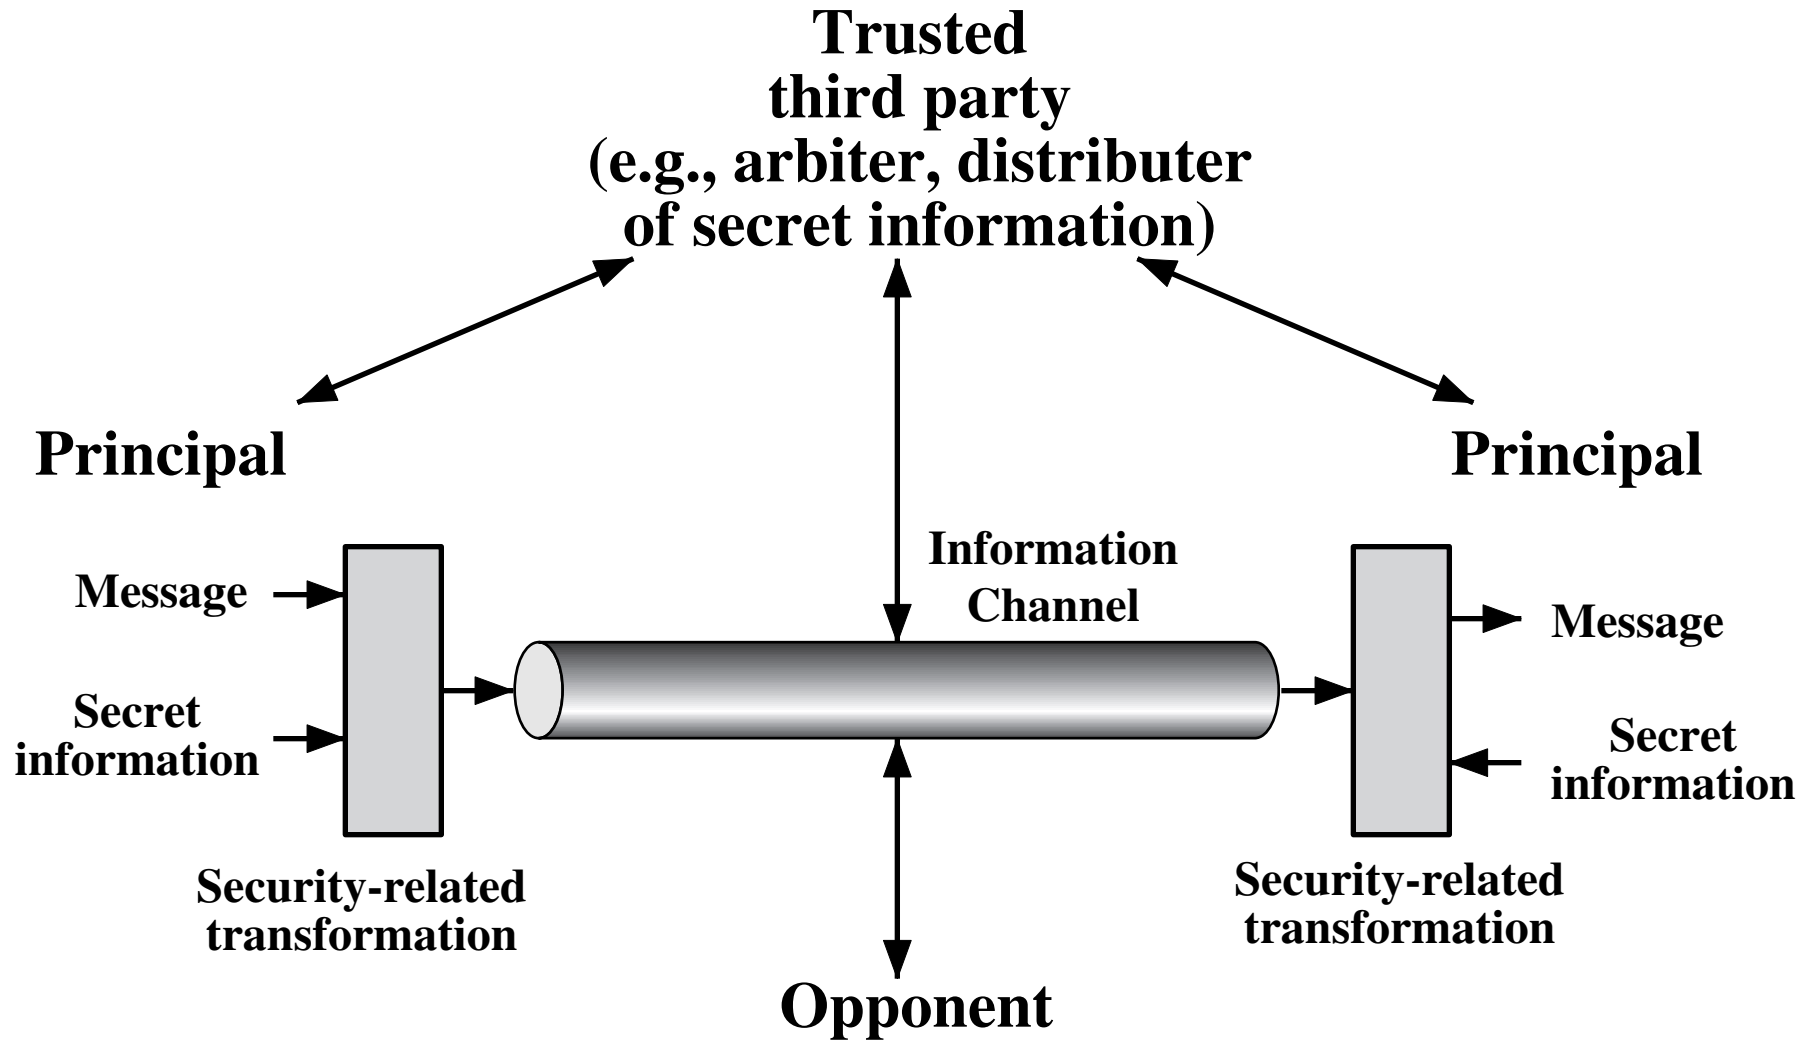 Trusted
third party
(e.g., arbiter, distributer
of secret information)
Principal
Principal
Information
Channel
Message
Secret
information
Message
Secret
information
Security-related
transformation
Security-related
transformation
Opponent